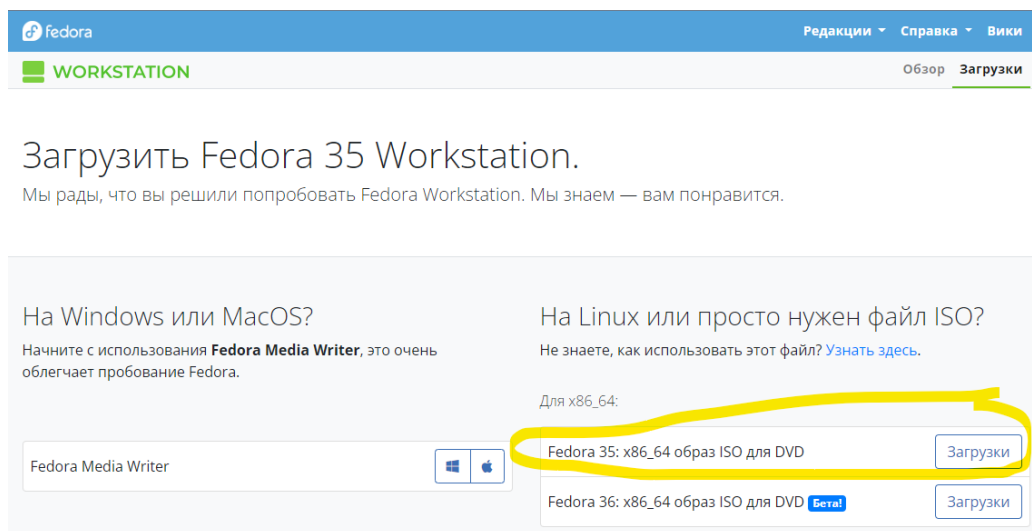 fedora
Редакции Справка Вики
WORKSTATION
Обзор Загрузки
Загрузить Fedora 35 Workstation.
Мы рады, что вы решили попробовать Fedora Workstation. Мы знаем — вам понравится.
На Windows или MacOS?
Начните с использования Fedora Media Writer, это очень
облегчает пробование Fedora.
Fedora Media Writer
На Linux или просто нужен файл ISO?
Не знаете, как использовать этот файл? Узнать здесь.
Для x86_64:
Fedora 35: x86_64 образ ISO для DVD Загрузки
Fedora 36: x86_64 образ ISO для DVD Бета! Загрузки